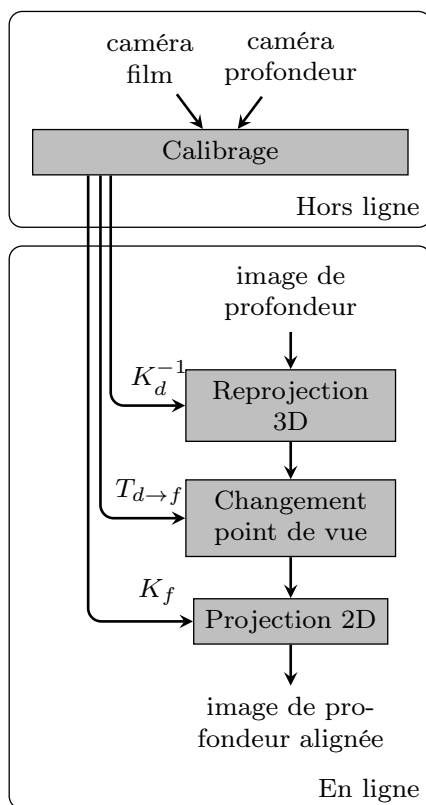 caméra
film
caméra
profondeur
Calibrage
Hors ligne
image de
profondeur
K_d^{-1}
Reprojection
3D
T_{d→f}
Changement
point de vue
K_f
Projection 2D
image de pro-
fondeur alignée
En ligne